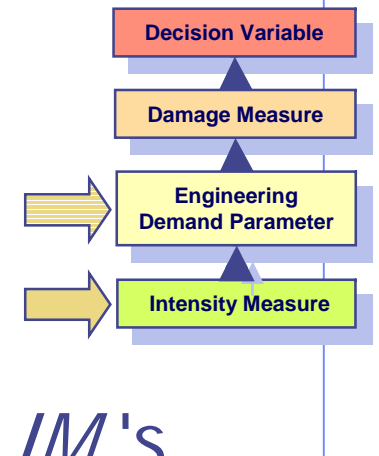 Decision Variable
Damage Measure
Engineering
Demand Parameter
Intensity Measure
IM's